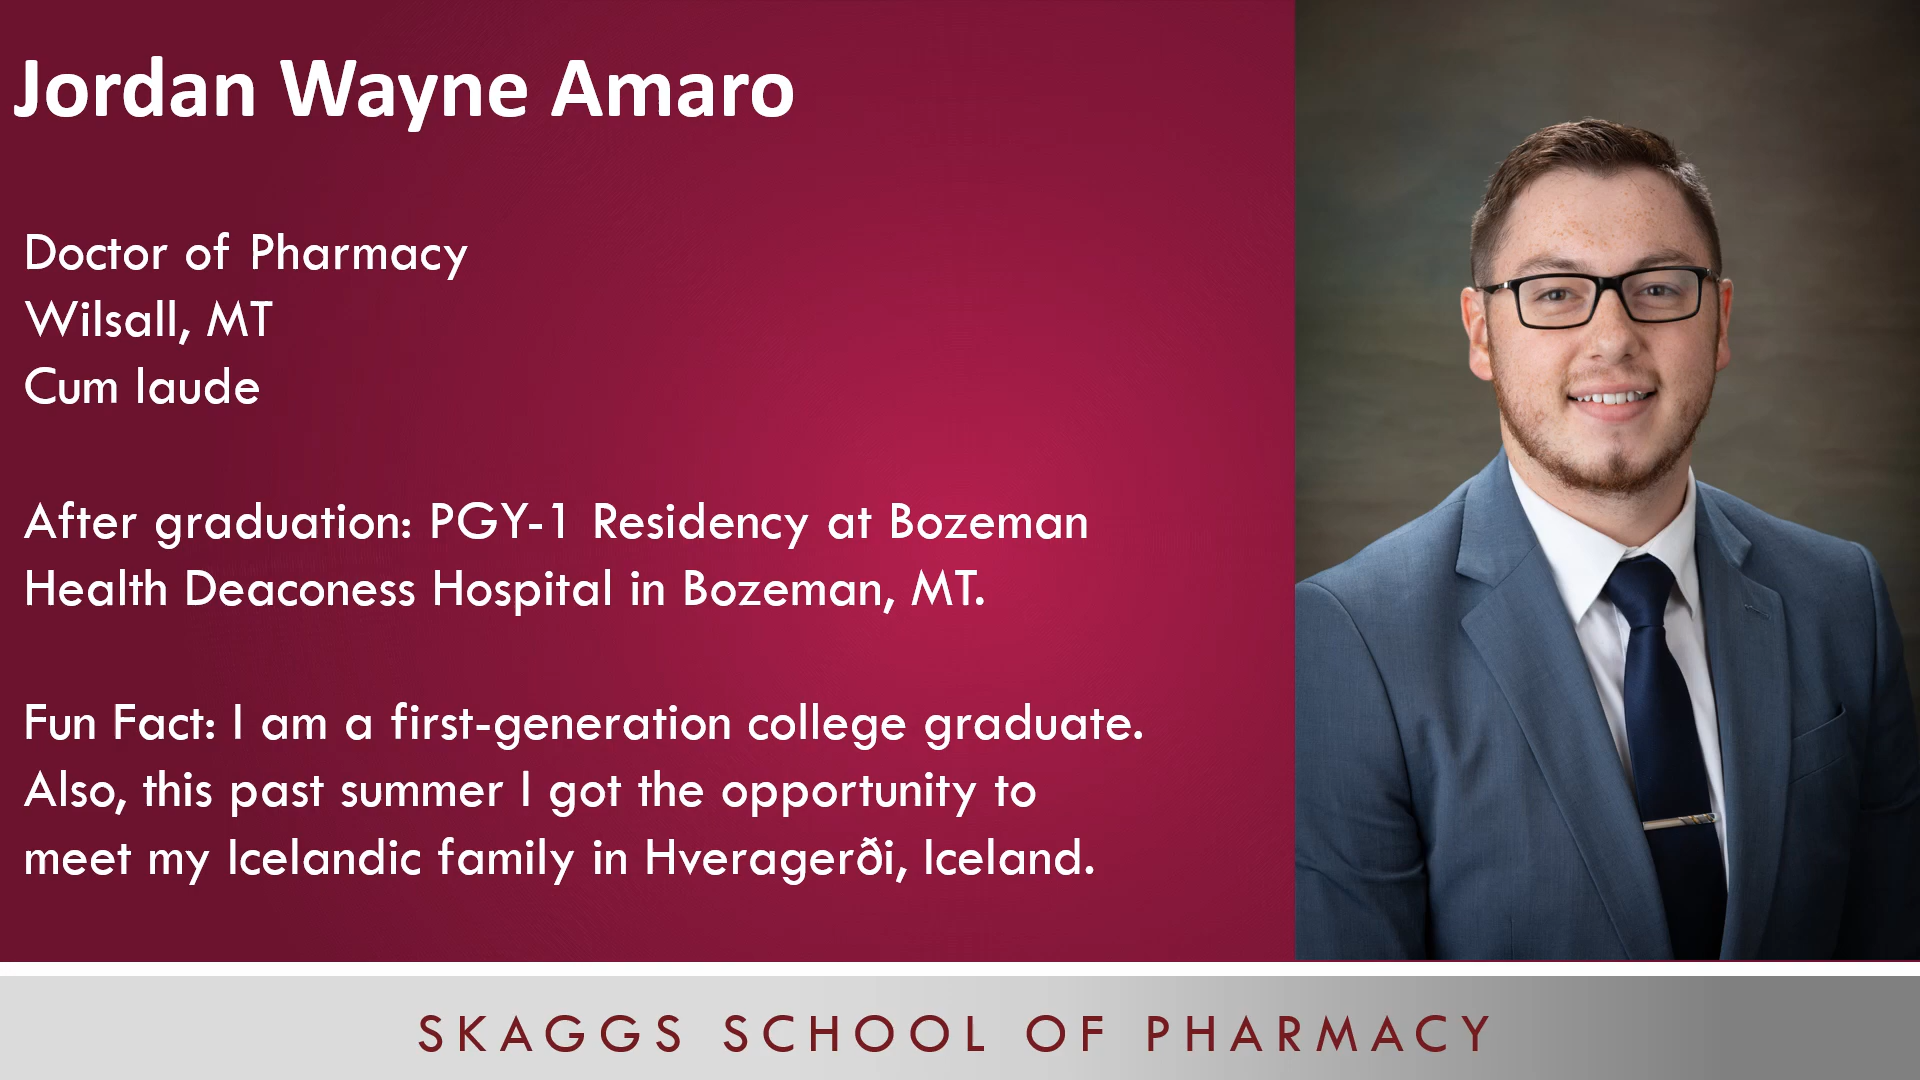 Jordan Wayne Amaro
Doctor of Pharmacy
Wilsall, MT
Cum laude
After graduation: PGY-1 Residency at Bozeman
Health Deaconess Hospital in Bozeman, MT.
Fun Fact: I am a first-generation college graduate.
Also, this past summer I got the opportunity to
meet my Icelandic family in Hveragerði, Iceland.
SKAGGS SCHOOL OF PHARMACY